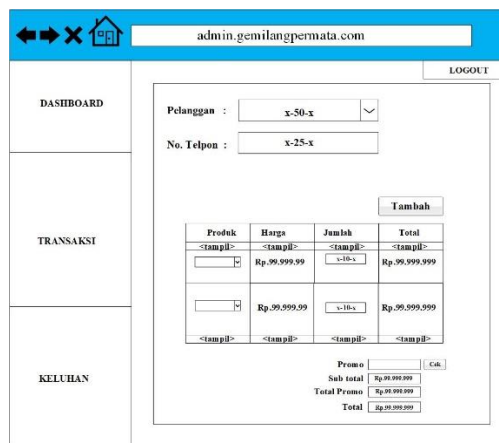 admin.gemilangpermata.com
LOGOUT
DASHBOARD
TRANSAKSI
KELUHAN
Pelanggan : x-50-x
No. Telpon : x-25-x
Tambah
Produk Harga Jumlah Total
<tampil> <tampil> <tampil> <tampil>
Rp.99.999.99 x-10-x Rp.99.999.999
Rp.99.999.99 x-10-x Rp.99.999.999
<tampil> <tampil> <tampil> <tampil>
Promo Cek
Sub total Rp.99.999.999
Total Promo Rp.99.999.999
Total Rp.99.999.999